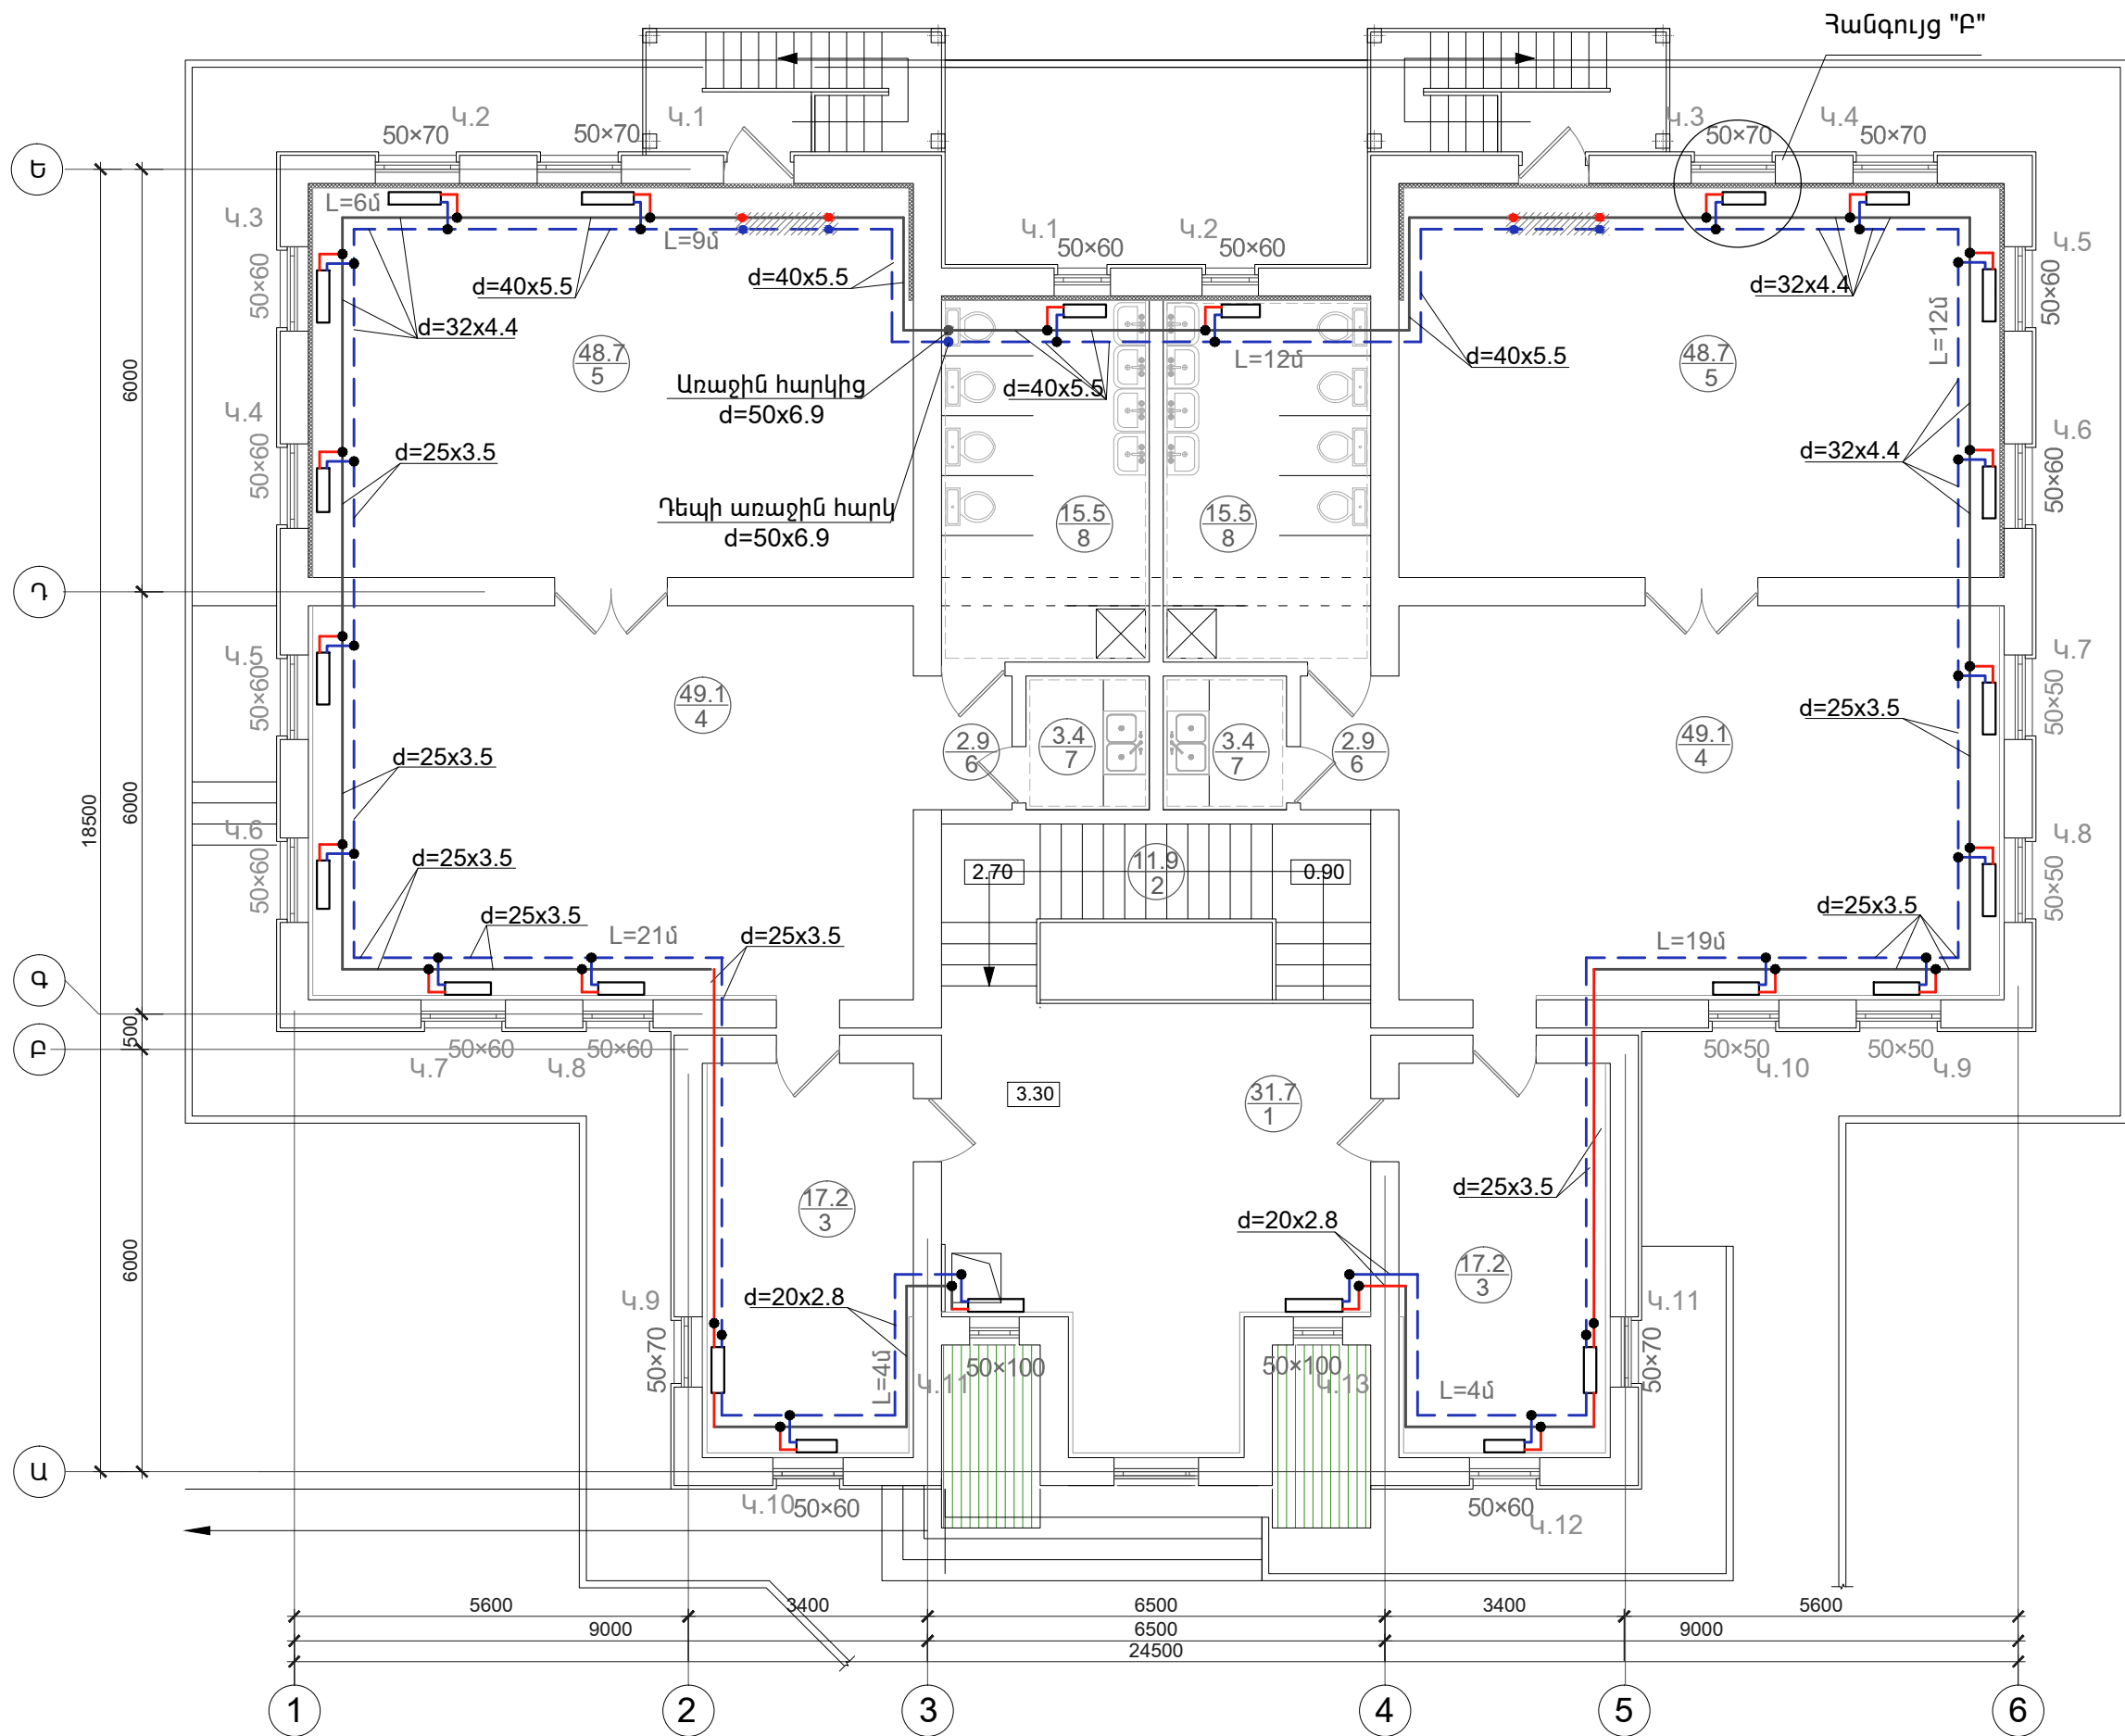 Հանգույց "Բ"
Կ.2
Կ.1
Կ.3
Կ.4
50×70
50×70
50×70
50×70
Ե
L=6մ
Կ.3
L=9մ
Կ.1
50×60
Կ.2
50×60
Կ.5
50×60
d=40x5.5
d=40x5.5
d=32x4.4
50×60
d=32x4.4
L=12մ
48.7
5
L=12մ
d=40x5.5
48.7
5
6000
Առաջին հարկից
d=50x6.9
d=40x5.5
Կ.4
50×60
d=25x3.5
d=32x4.4
Կ.6
50×60
Դեպի առաջին հարկ
d=50x6.9
15.5
8
15.5
8
Դ
Կ.5
50×60
49.1
4
Կ.7
50×50
d=25x3.5
2.9
6
3.4
7
3.4
7
2.9
6
49.1
4
d=25x3.5
6000
18500
Կ.6
50×60
d=25x3.5
2.70
11.9
2
0.90
Կ.8
50×50
d=25x3.5
L=21մ
d=25x3.5
d=25x3.5
L=19մ
Գ
500
Բ
50×60
50×60
Կ.7
Կ.8
50×50
50×50
Կ.10
Կ.9
3.30
31.7
1
6000
17.2
3
d=25x3.5
d=20x2.8
17.2
3
Կ.9
50×70
d=20x2.8
Կ.11
50×70
L=4մ
50×100
Կ.11
50×100
Կ.13
L=4մ
Ա
Կ.10
50×60
50×60
Կ.12
5600
3400
6500
3400
5600
9000
6500
9000
24500
1
2
3
4
5
6